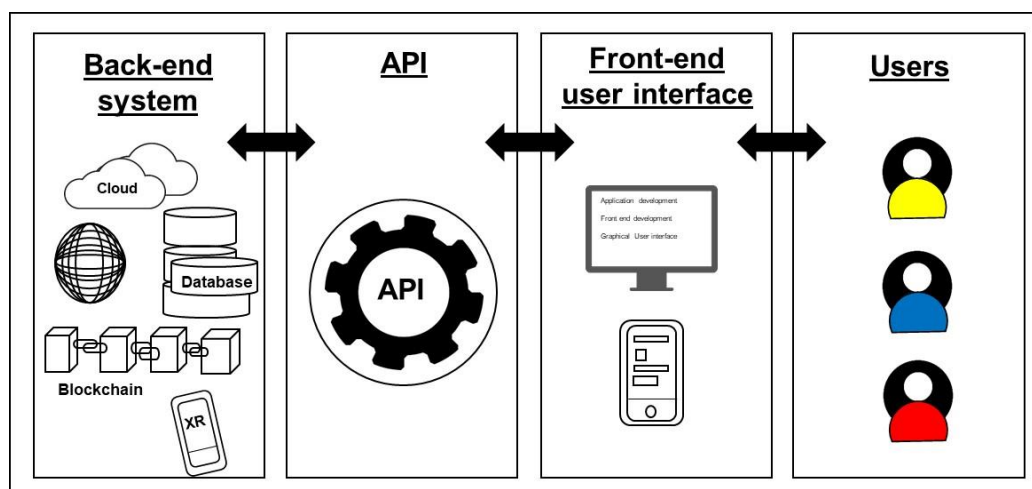 Back-end
system
Cloud
Database
Blockchain
XR
API
API
Front-end
user interface
Application development
Front end development
Graphical User interface
Users